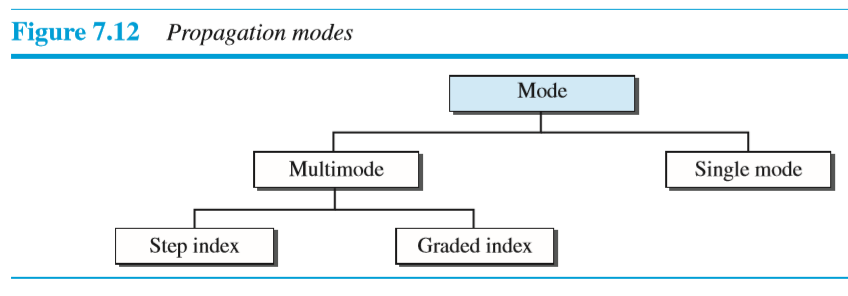 Figure 7.12 Propagation modes
Mode
Multimode
Single mode
Step index
Graded index